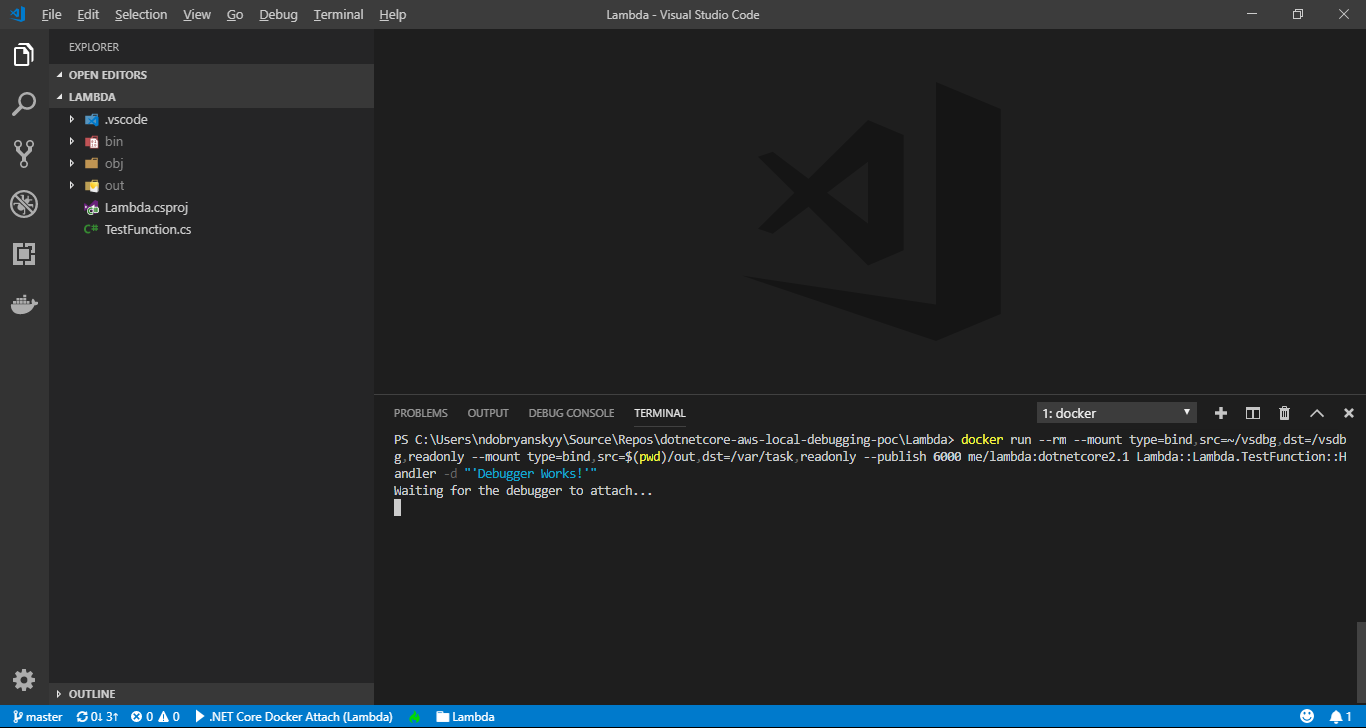 File Edit Selection View Go Debug Terminal Help
Lambda - Visual Studio Code
EXPLORER
OPEN EDITORS
LAMBDA
.vscode
bin
obj
out
Lambda.csproj
C# TestFunction.cs
PROBLEMS OUTPUT DEBUG CONSOLE TERMINAL
1: docker
PS C:\Users\ndobryanskyy\Source\Repos\dotnetcore-aws-local-debugging-poc\Lambda> docker run --rm --mount type=bind,src=~/vsdbg,dst=/vsdb
g,readonly --mount type=bind,src=$(pwd)/out,dst=/var/task,readonly --publish 6000 me/lambda:dotnetcore2.1 Lambda::Lambda.TestFunction::H
andler -d "'Debugger Works!'"
Waiting for the debugger to attach...
OUTLINE
master 0↓ 3↑ 0 0 .NET Core Docker Attach (Lambda) Lambda 1